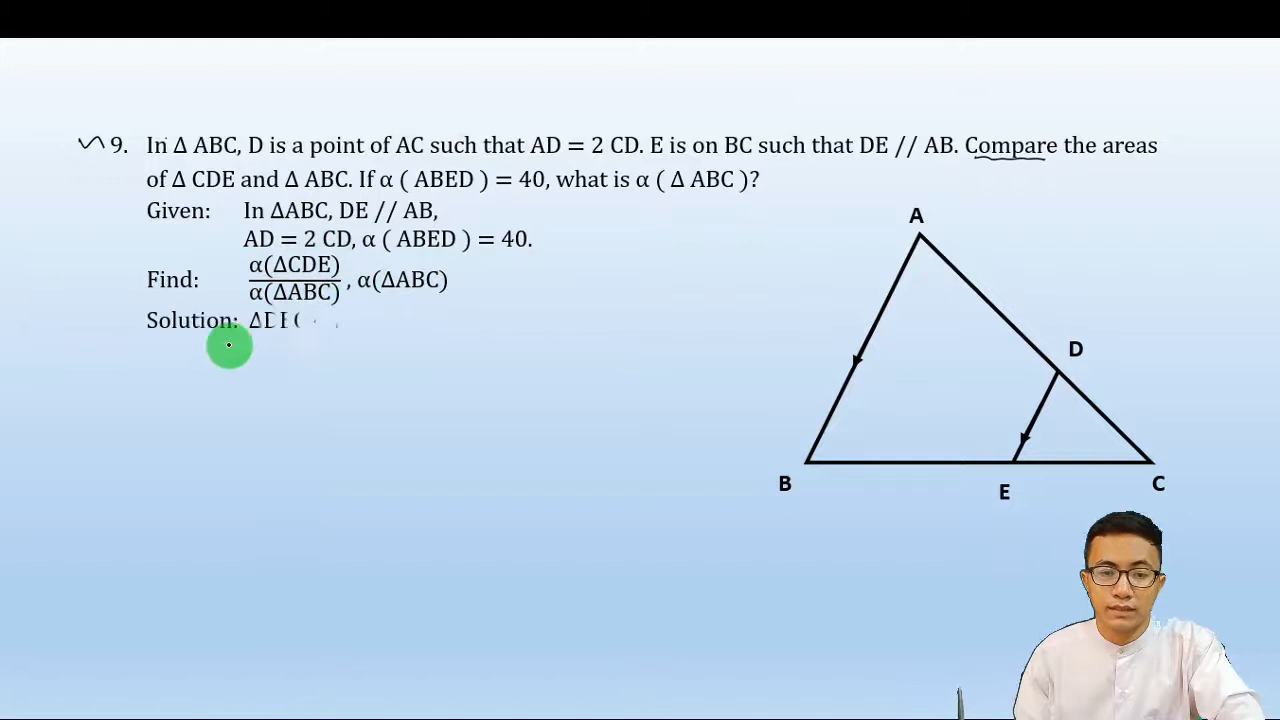 9. In Δ ABC, D is a point of AC such that AD = 2 CD. E is on BC such that DE // AB. Compare the areas
of Δ CDE and Δ ABC. If α ( ABED ) = 40, what is α ( Δ ABC )?
Given: In ΔABC, DE // AB,
AD = 2 CD, α ( ABED ) = 40.
Find: α(ΔCDE)
α(ΔABC) , α(ΔABC)
Solution:
A
D
B
E
C